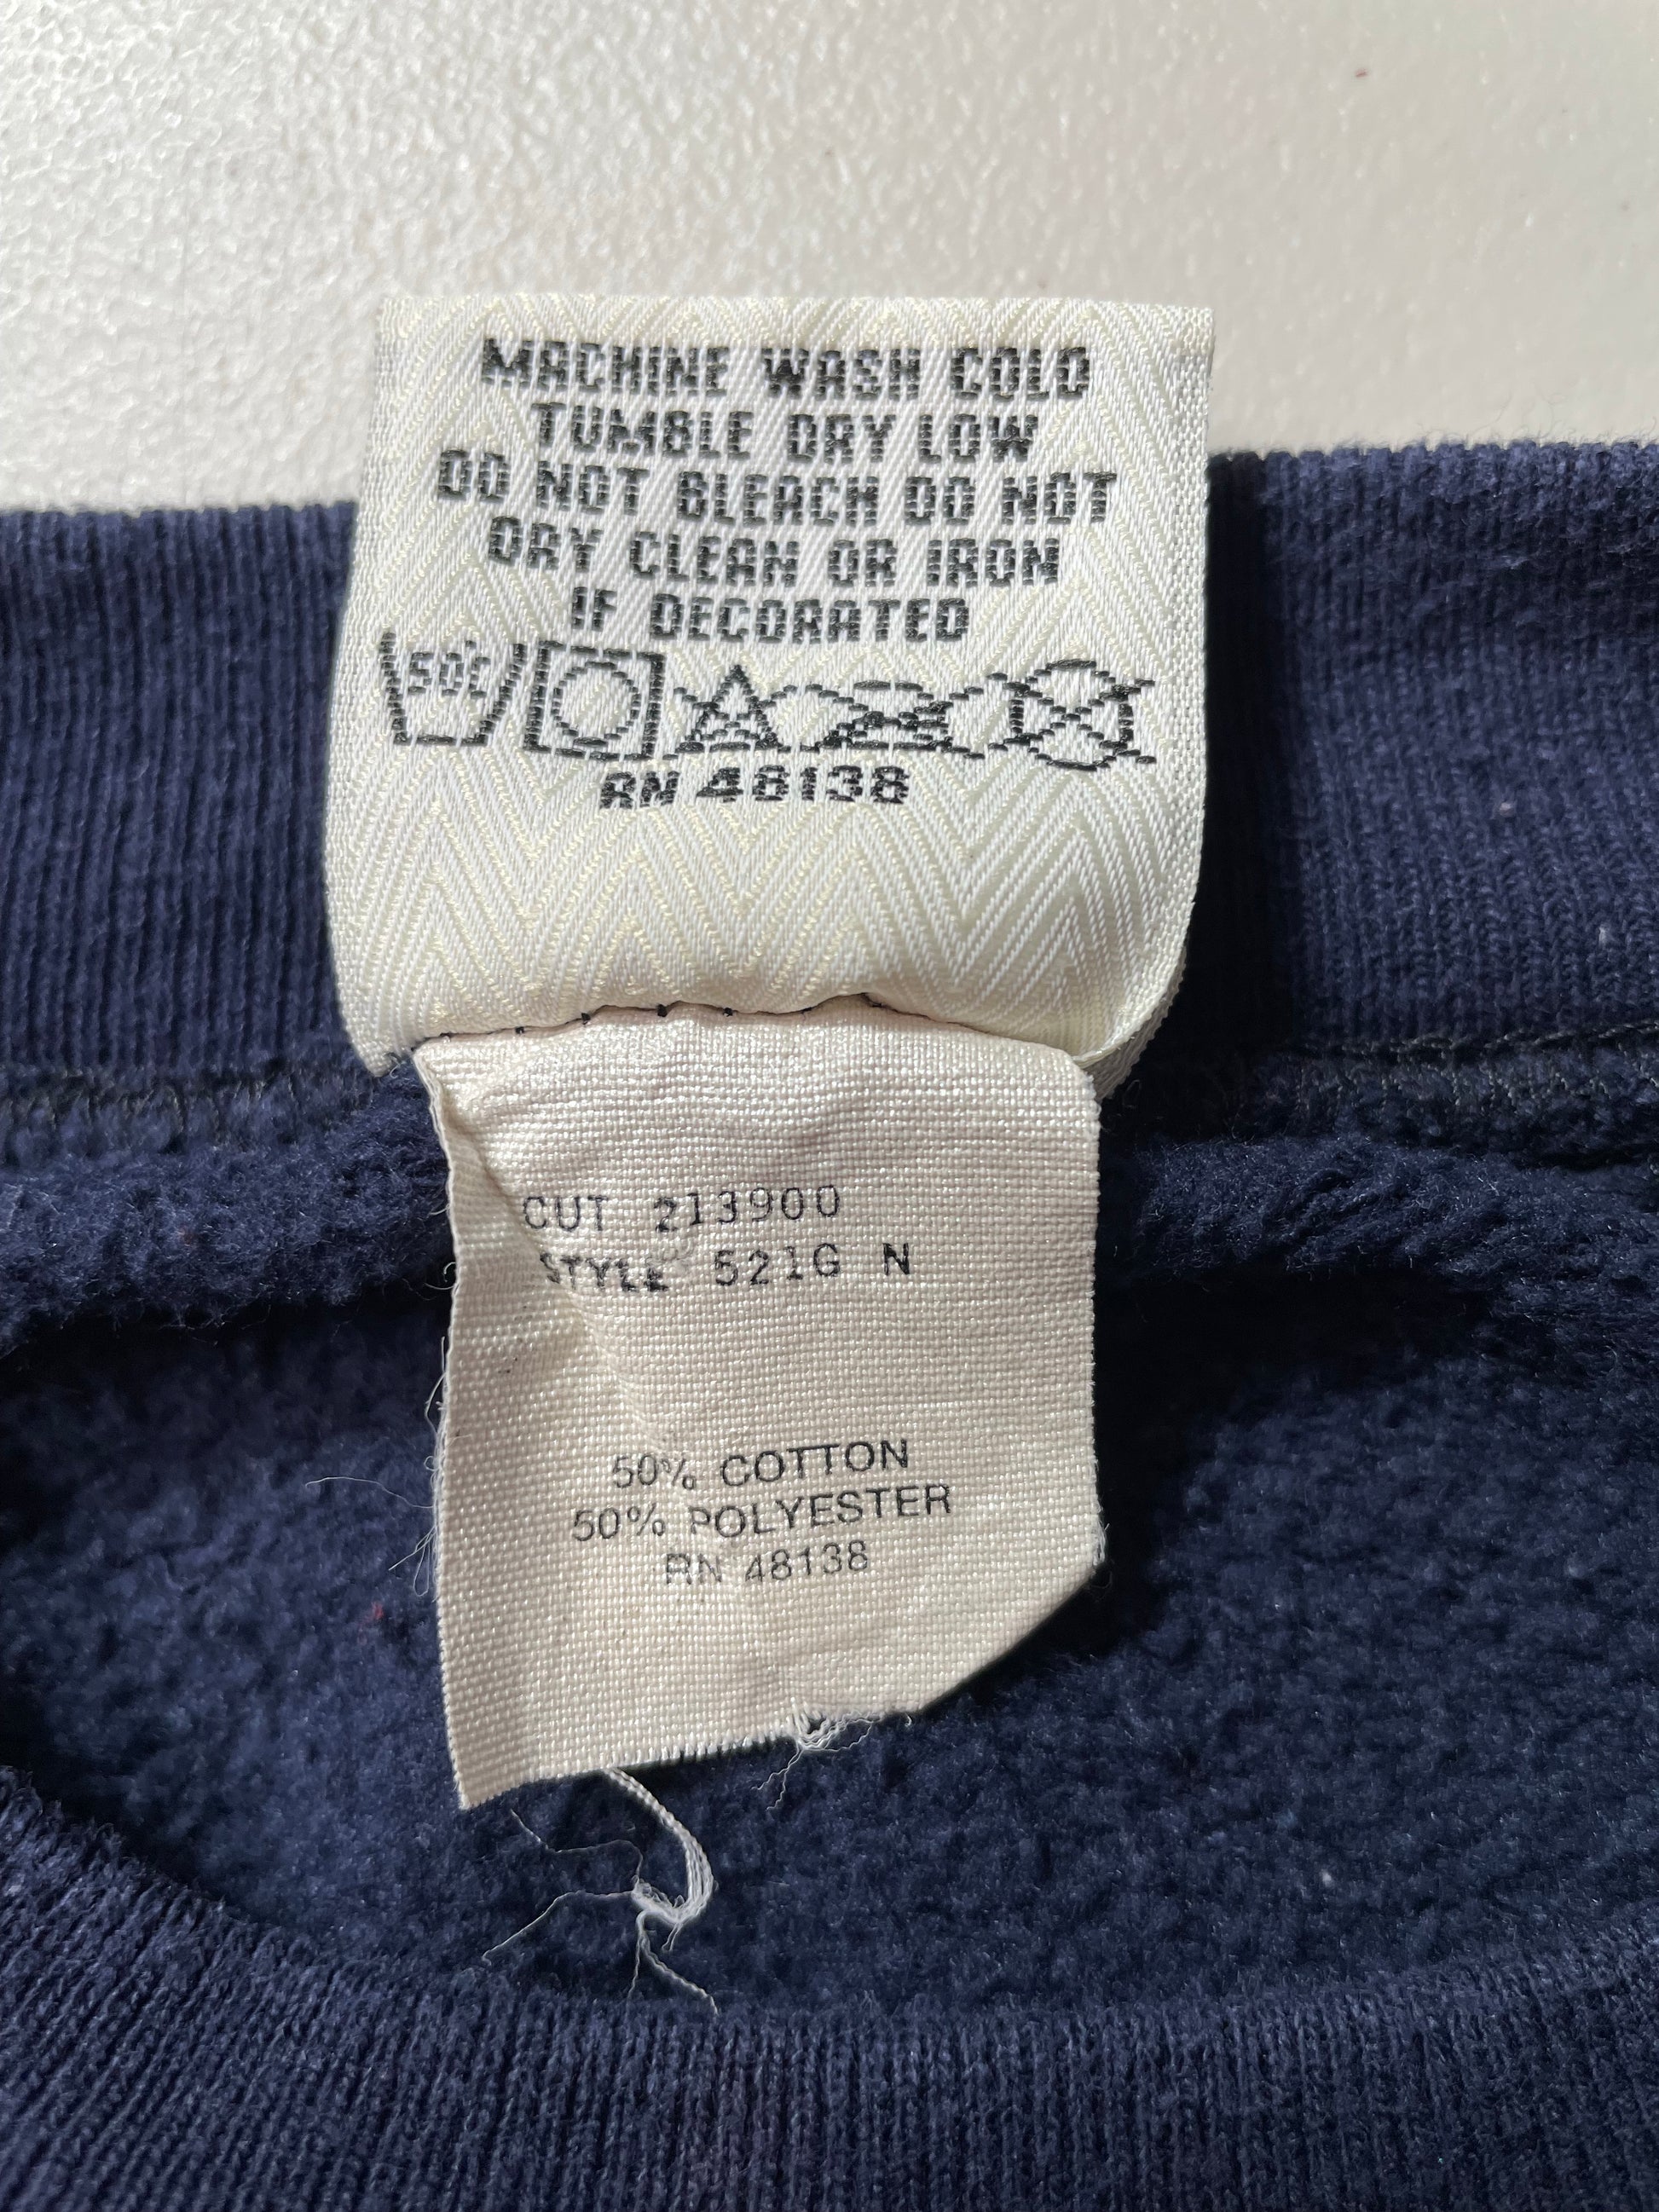 MACHINE WASH COLD
TUMBLE DRY LOW
DO NOT BLEACH DO NOT
DRY CLEAN OR IRON
IF DECORATED
50°C
RN 48138
CUT 213900
STYLE 521G N
50% COTTON
50% POLYESTER
RN 48138